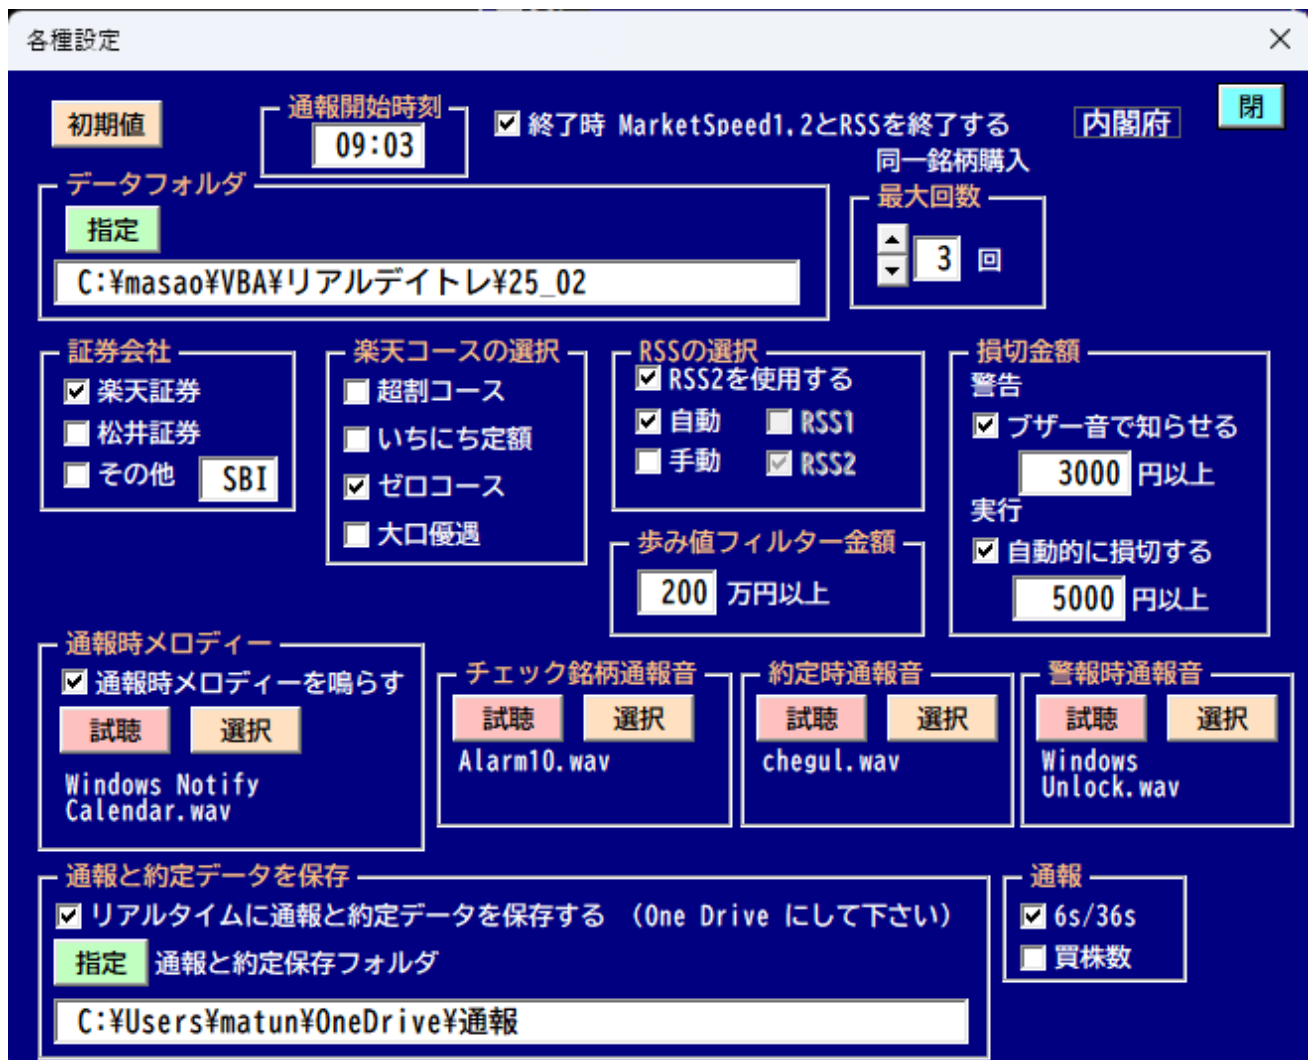 各種設定
初期値
通報開始時刻
09:03
終了時 MarketSpeed1.2とRSSを終了する
内閣府
閉
データフォルダ
指定
C:¥masao¥VBA¥リアルデイトレ¥25_02
同一銘柄購入
最大回数
3 回
証券会社
楽天証券
松井証券
その他 SBI
楽天コースの選択
超割コース
いちにち定額
ゼロコース
大口優遇
RSSの選択
RSS2を使用する
自動 RSS1
手動 RSS2
歩み値フィルター金額
200 万円以上
損切金額
警告
ブザー音で知らせる
3000 円以上
実行
自動的に損切する
5000 円以上
通報時メロディー
通報時メロディーを鳴らす
試聴 選択
Windows Notify
Calendar.wav
チェック銘柄通報音
試聴 選択
Alarm10.wav
約定時通報音
試聴 選択
chegul.wav
警報時通報音
試聴 選択
Windows
Unlock.wav
通報と約定データを保存
リアルタイムに通報と約定データを保存する (One Drive にして下さい)
指定 通報と約定保存フォルダ
C:¥Users¥matun¥OneDrive¥通報
通報
6s/36s
買株数